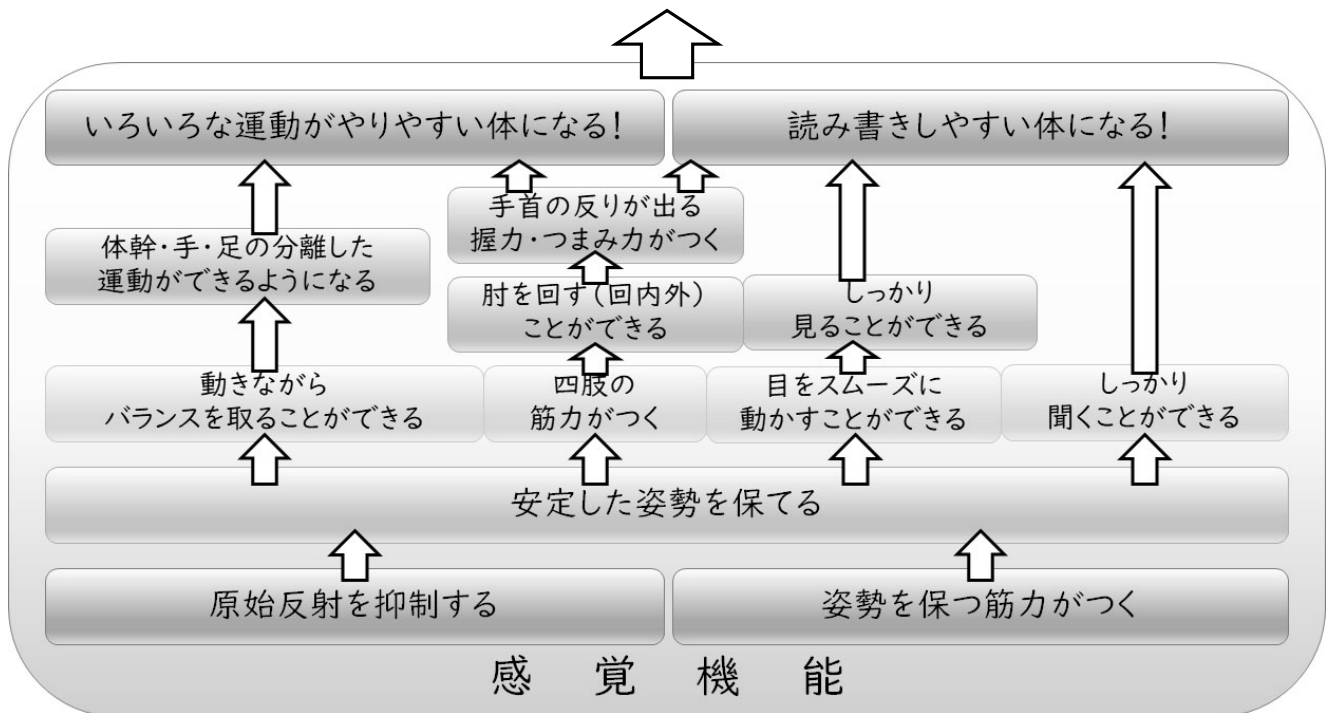 いろいろな運動がやりやすい体になる!
読み書きしやすい体になる!
手首の反りが出る
握力・つまみ力がつく
体幹・手・足の分離した
運動ができるようになる
肘を回す(回内外)
ことができる
しっかり
見ることができる
動きながら
バランスを取ることができる
四肢の
筋力がつく
目をスムーズに
動かすことができる
しっかり
聞くことができる
安定した姿勢を保てる
原始反射を抑制する
姿勢を保つ筋力がつく
感覚機能